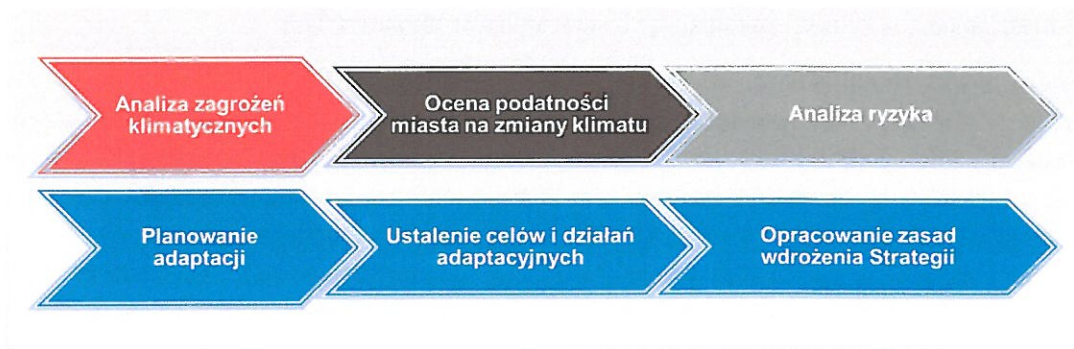 Analiza zagrożeń
klimatycznych
Ocena podatności
miasta na zmiany klimatu
Analiza ryzyka
Planowanie
adaptacji
Ustalenie celów i działań
adaptacyjnych
Opracowanie zasad
wdrożenia Strategii